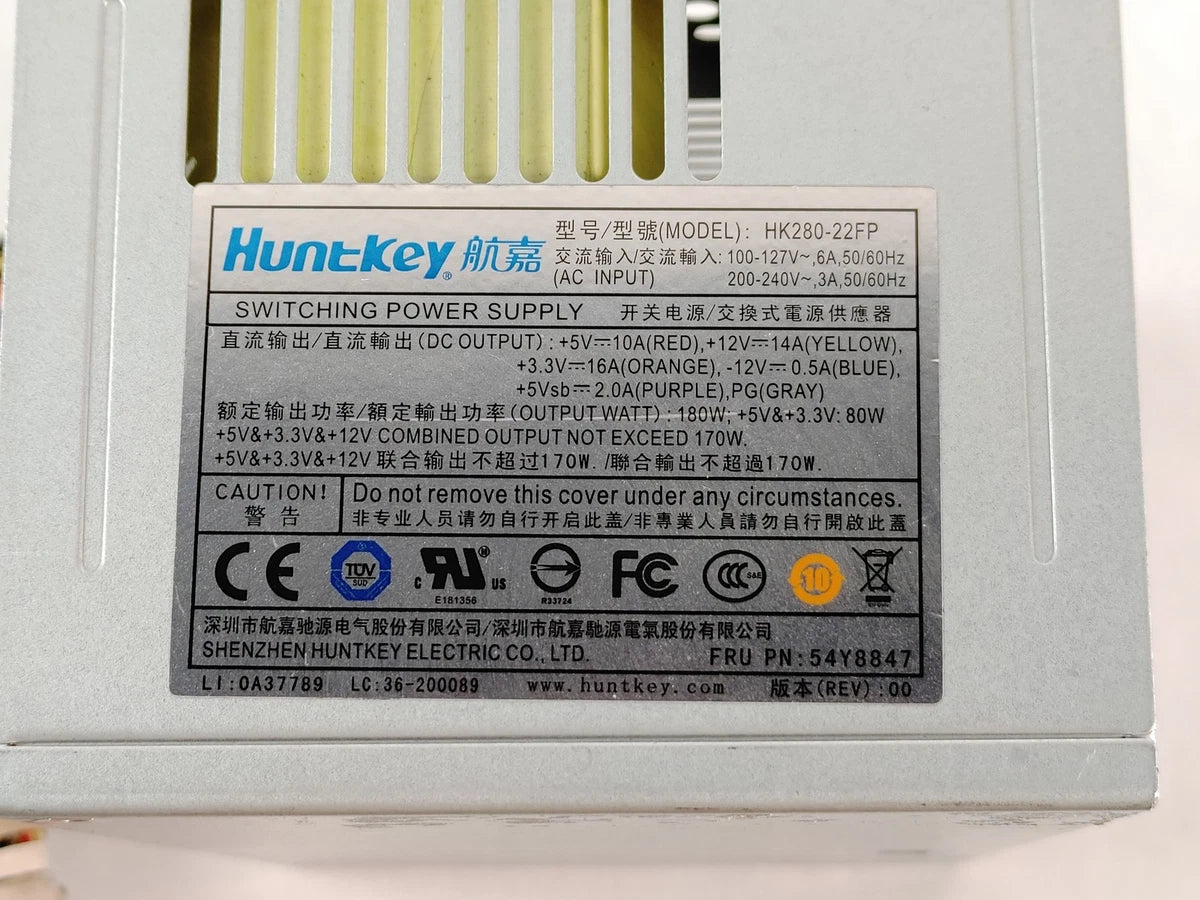 Huntkey® 航嘉
型号/型號(MODEL): HK280-22FP
交流输入/交流輸入: 100-127V~,6A,50/60Hz
(AC INPUT) 200-240V~,3A,50/60Hz
SWITCHING POWER SUPPLY 开关电源/交換式電源供應器
直流输出/直流輸出(DC OUTPUT): +5V⎓10A(RED),+12V⎓14A(YELLOW),
+3.3V⎓16A(ORANGE), -12V⎓0.5A(BLUE),
+5Vsb⎓2.0A(PURPLE),PG(GRAY)
额定输出功率/額定輸出功率(OUTPUT WATT): 180W; +5V&+3.3V: 80W
+5V&+3.3V&+12V COMBINED OUTPUT NOT EXCEED 170W.
+5V&+3.3V&+12V 联合输出不超过170W. /聯合輸出不超過170W.
CAUTION!
警告
Do not remove this cover under any circumstances.
非专业人员请勿自行开启此盖/非專業人員請勿自行開啟此蓋
CE
TÜV
SÜD
c RU ® US
E181356
R33724
FC
CCC S&E
10
深圳市航嘉驰源电气股份有限公司/深圳市航嘉馳源電氣股份有限公司
SHENZHEN HUNTKEY ELECTRIC CO., LTD.
FRU PN:54Y8847
LI:0A37789 LC:36-200089 www.huntkey.com 版本(REV):00